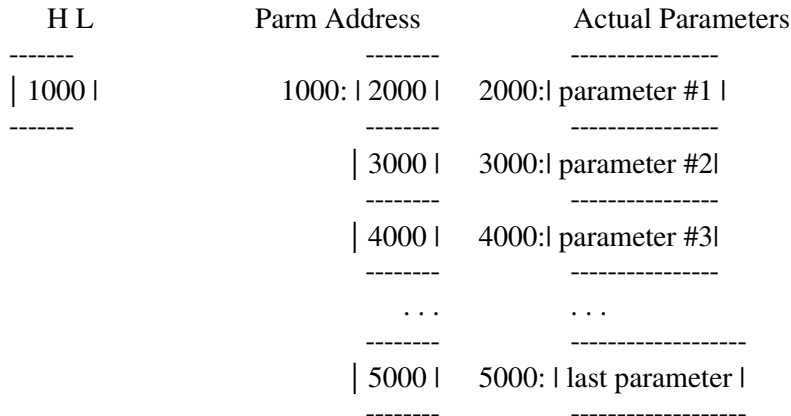 H L Parm Address Actual Parameters
------- -------- ----------------
| 1000 | 1000: | 2000 | 2000:| parameter #1 |
------- -------- ----------------
| 3000 | 3000:| parameter #2|
-------- ----------------
| 4000 | 4000:| parameter #3|
-------- ----------------
. . . . . .
-------- -------------------
| 5000 | 5000: | last parameter |
-------- -------------------